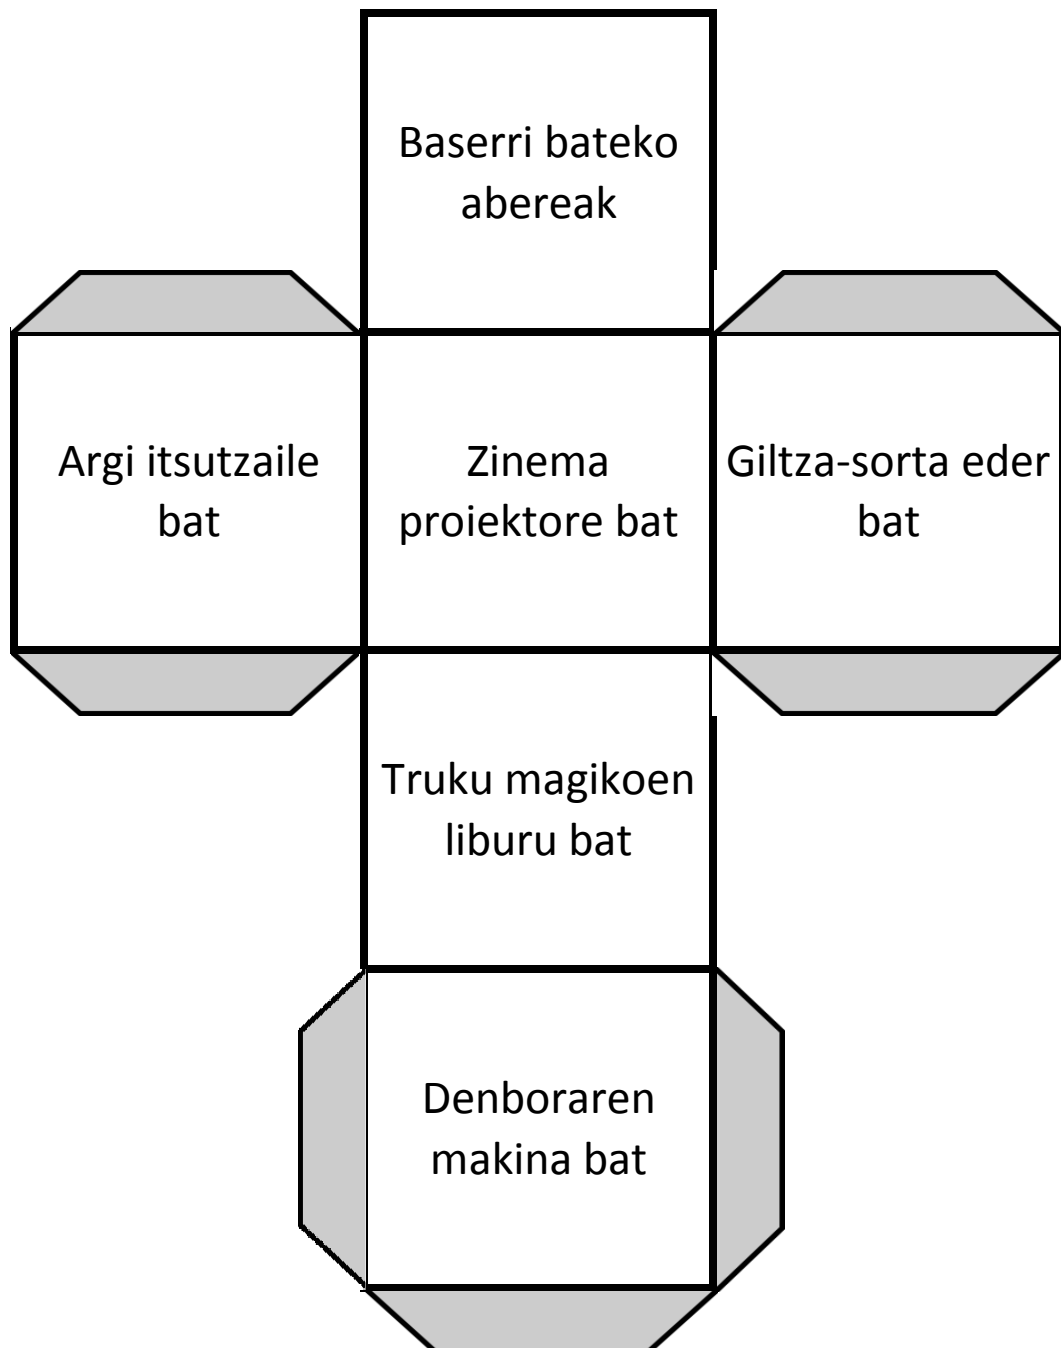 Baserri bateko
abereak
Argi itsutzaile
bat
Zinema
proiektore bat
Giltza-sorta eder
bat
Truku magikoen
liburu bat
Denboraren
makina bat